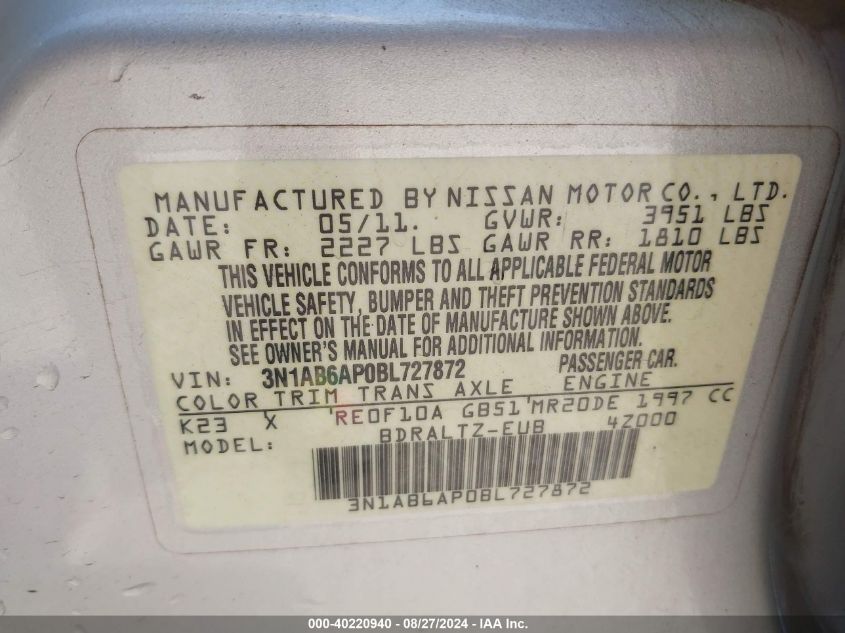 MANUFACTURED BY NISSAN MOTOR CO., LTD.
DATE: 05/11. GVWR: 3951 LBS
GAWR FR: 2227 LBS GAWR RR: 1810 LBS
THIS VEHICLE CONFORMS TO ALL APPLICABLE FEDERAL MOTOR
VEHICLE SAFETY, BUMPER AND THEFT PREVENTION STANDARDS
IN EFFECT ON THE DATE OF MANUFACTURE SHOWN ABOVE.
SEE OWNER'S MANUAL FOR ADDITIONAL INFORMATION.
VIN: 3N1AB6AP0BL727872 PASSENGER CAR.
COLOR TRIM TRANS AXLE ENGINE
K23 X RE0F10A GB51 MR20DE 1997 CC
MODEL: BDRALTZ-EUB 4Z000
3N1AB6AP0BL727872
000-40220940 - 08/27/2024 - IAA Inc.